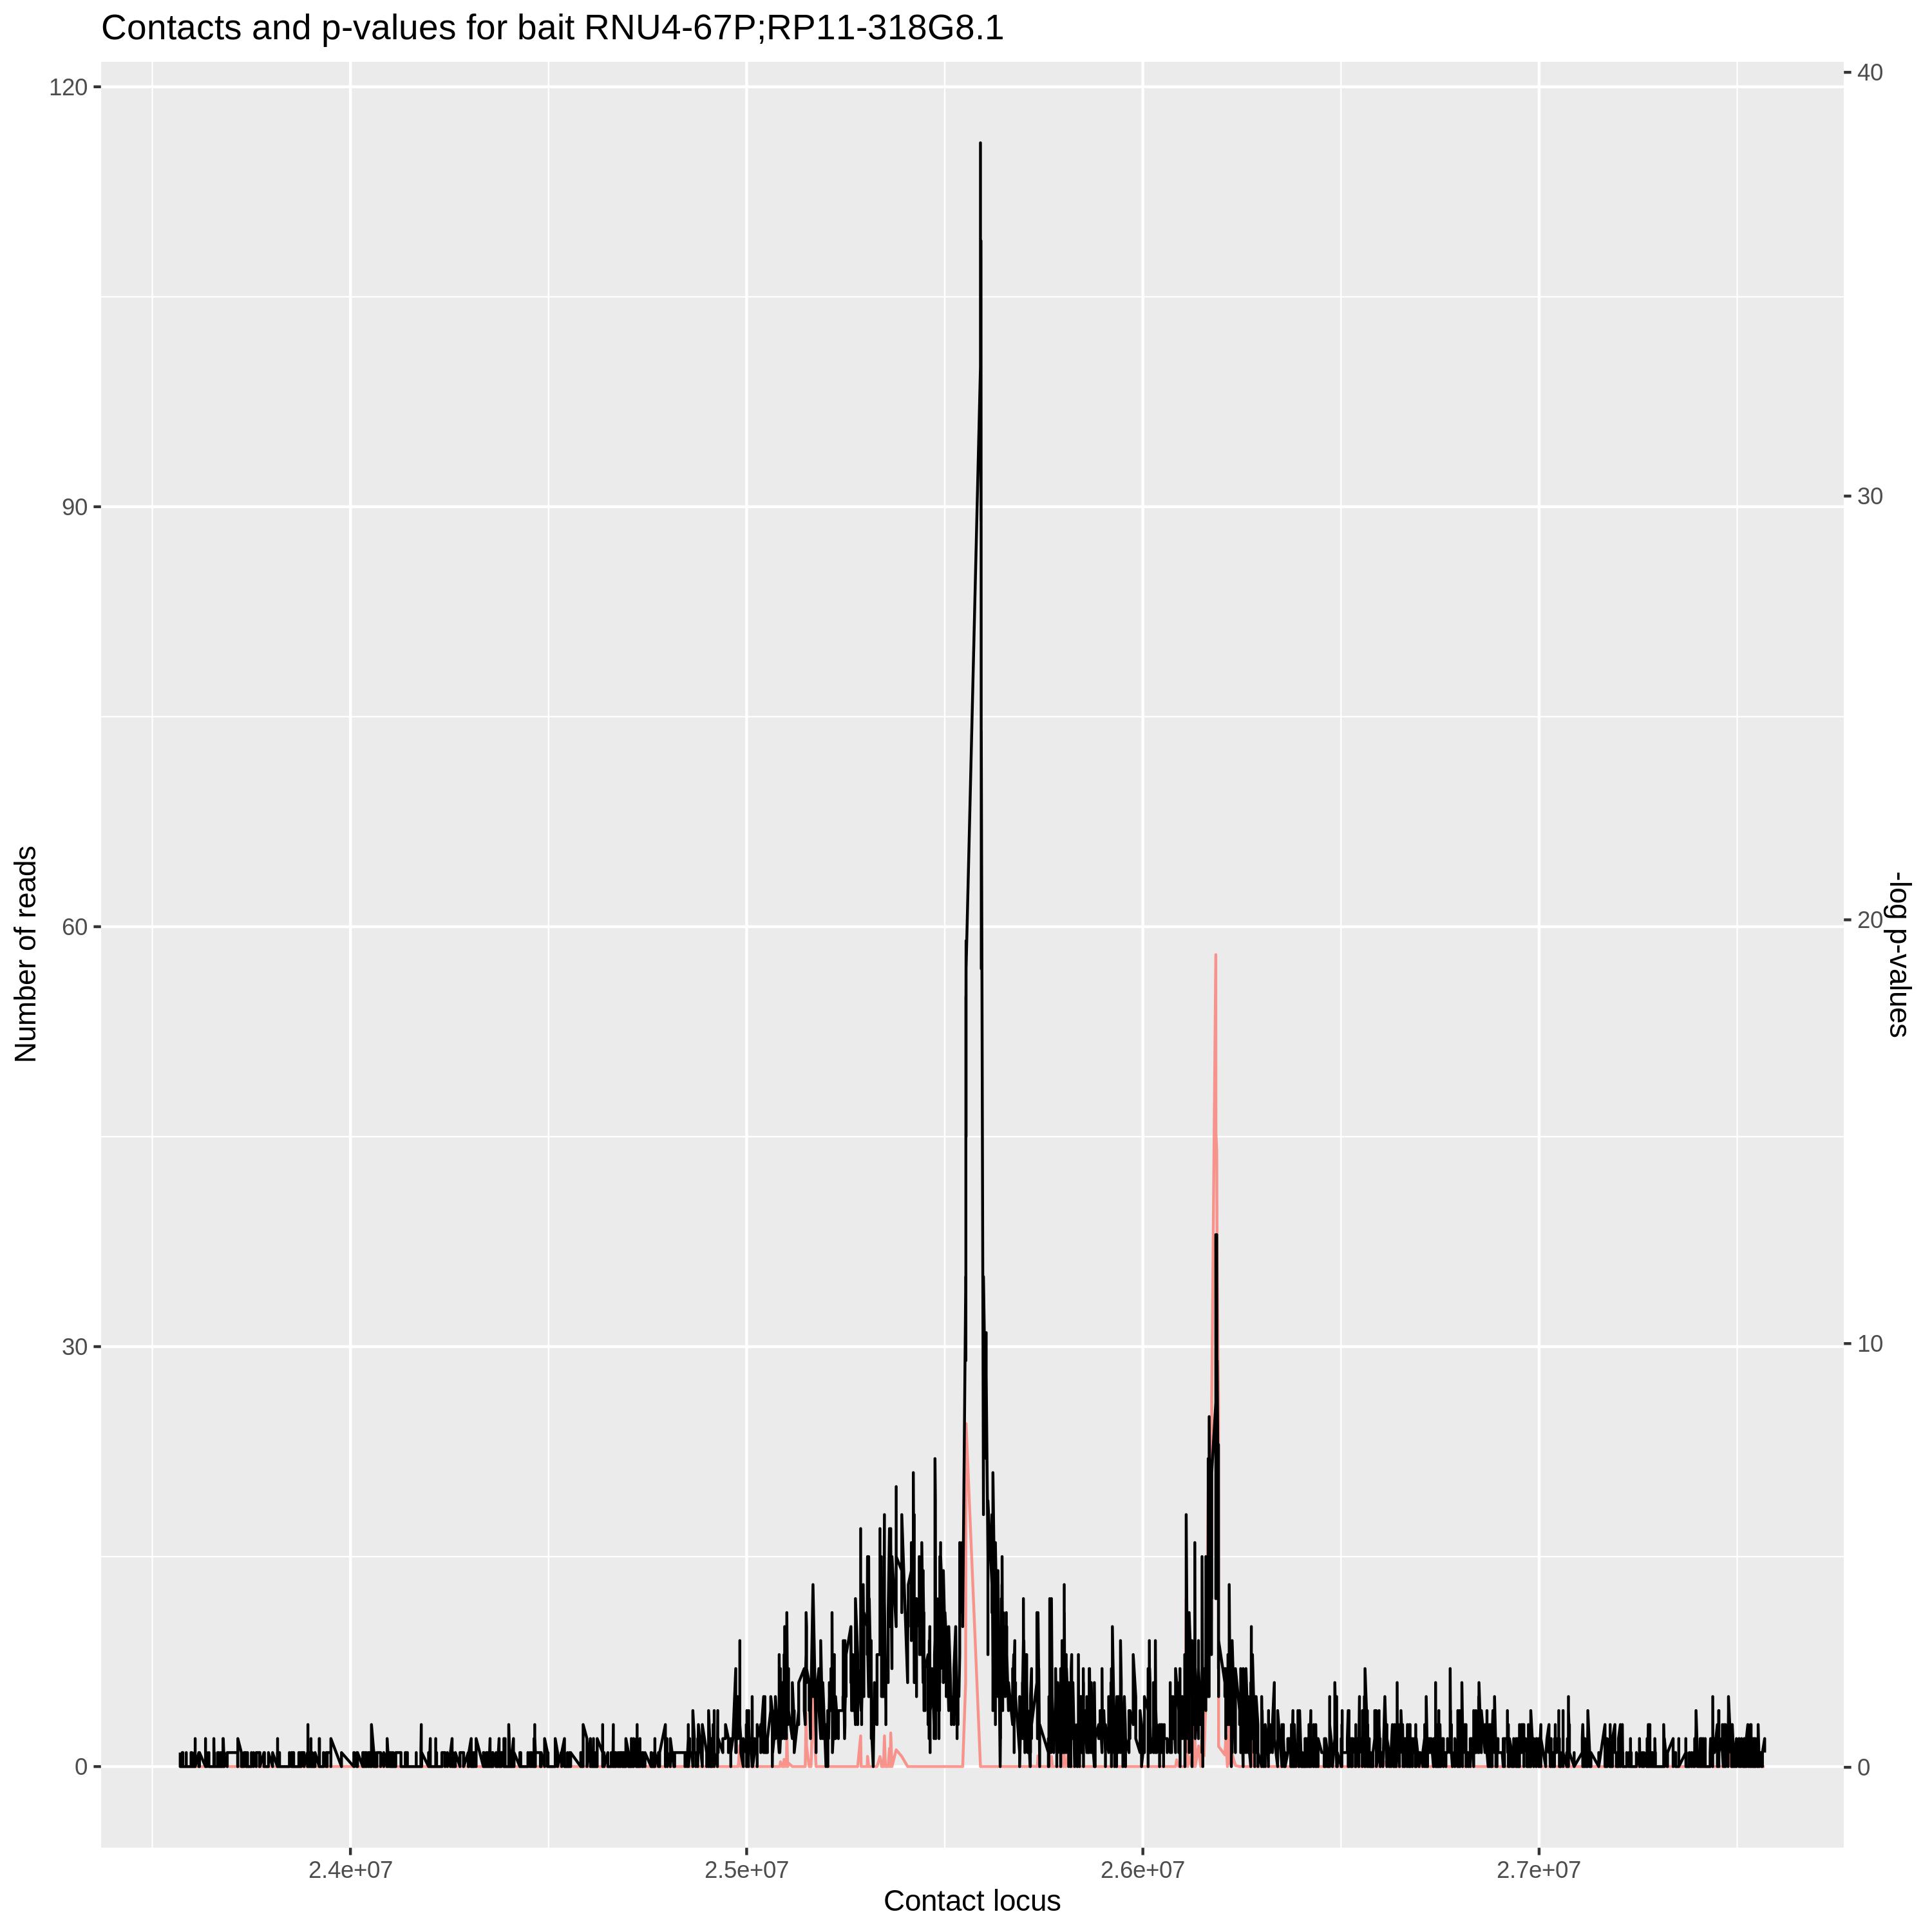 Contacts and p-values for bait RNU4-67P;RP11-318G8.1
120
90
60
30
0
Number of reads
40
30
20
10
0
-log p-values
2.4e+07
2.5e+07
2.6e+07
2.7e+07
Contact locus